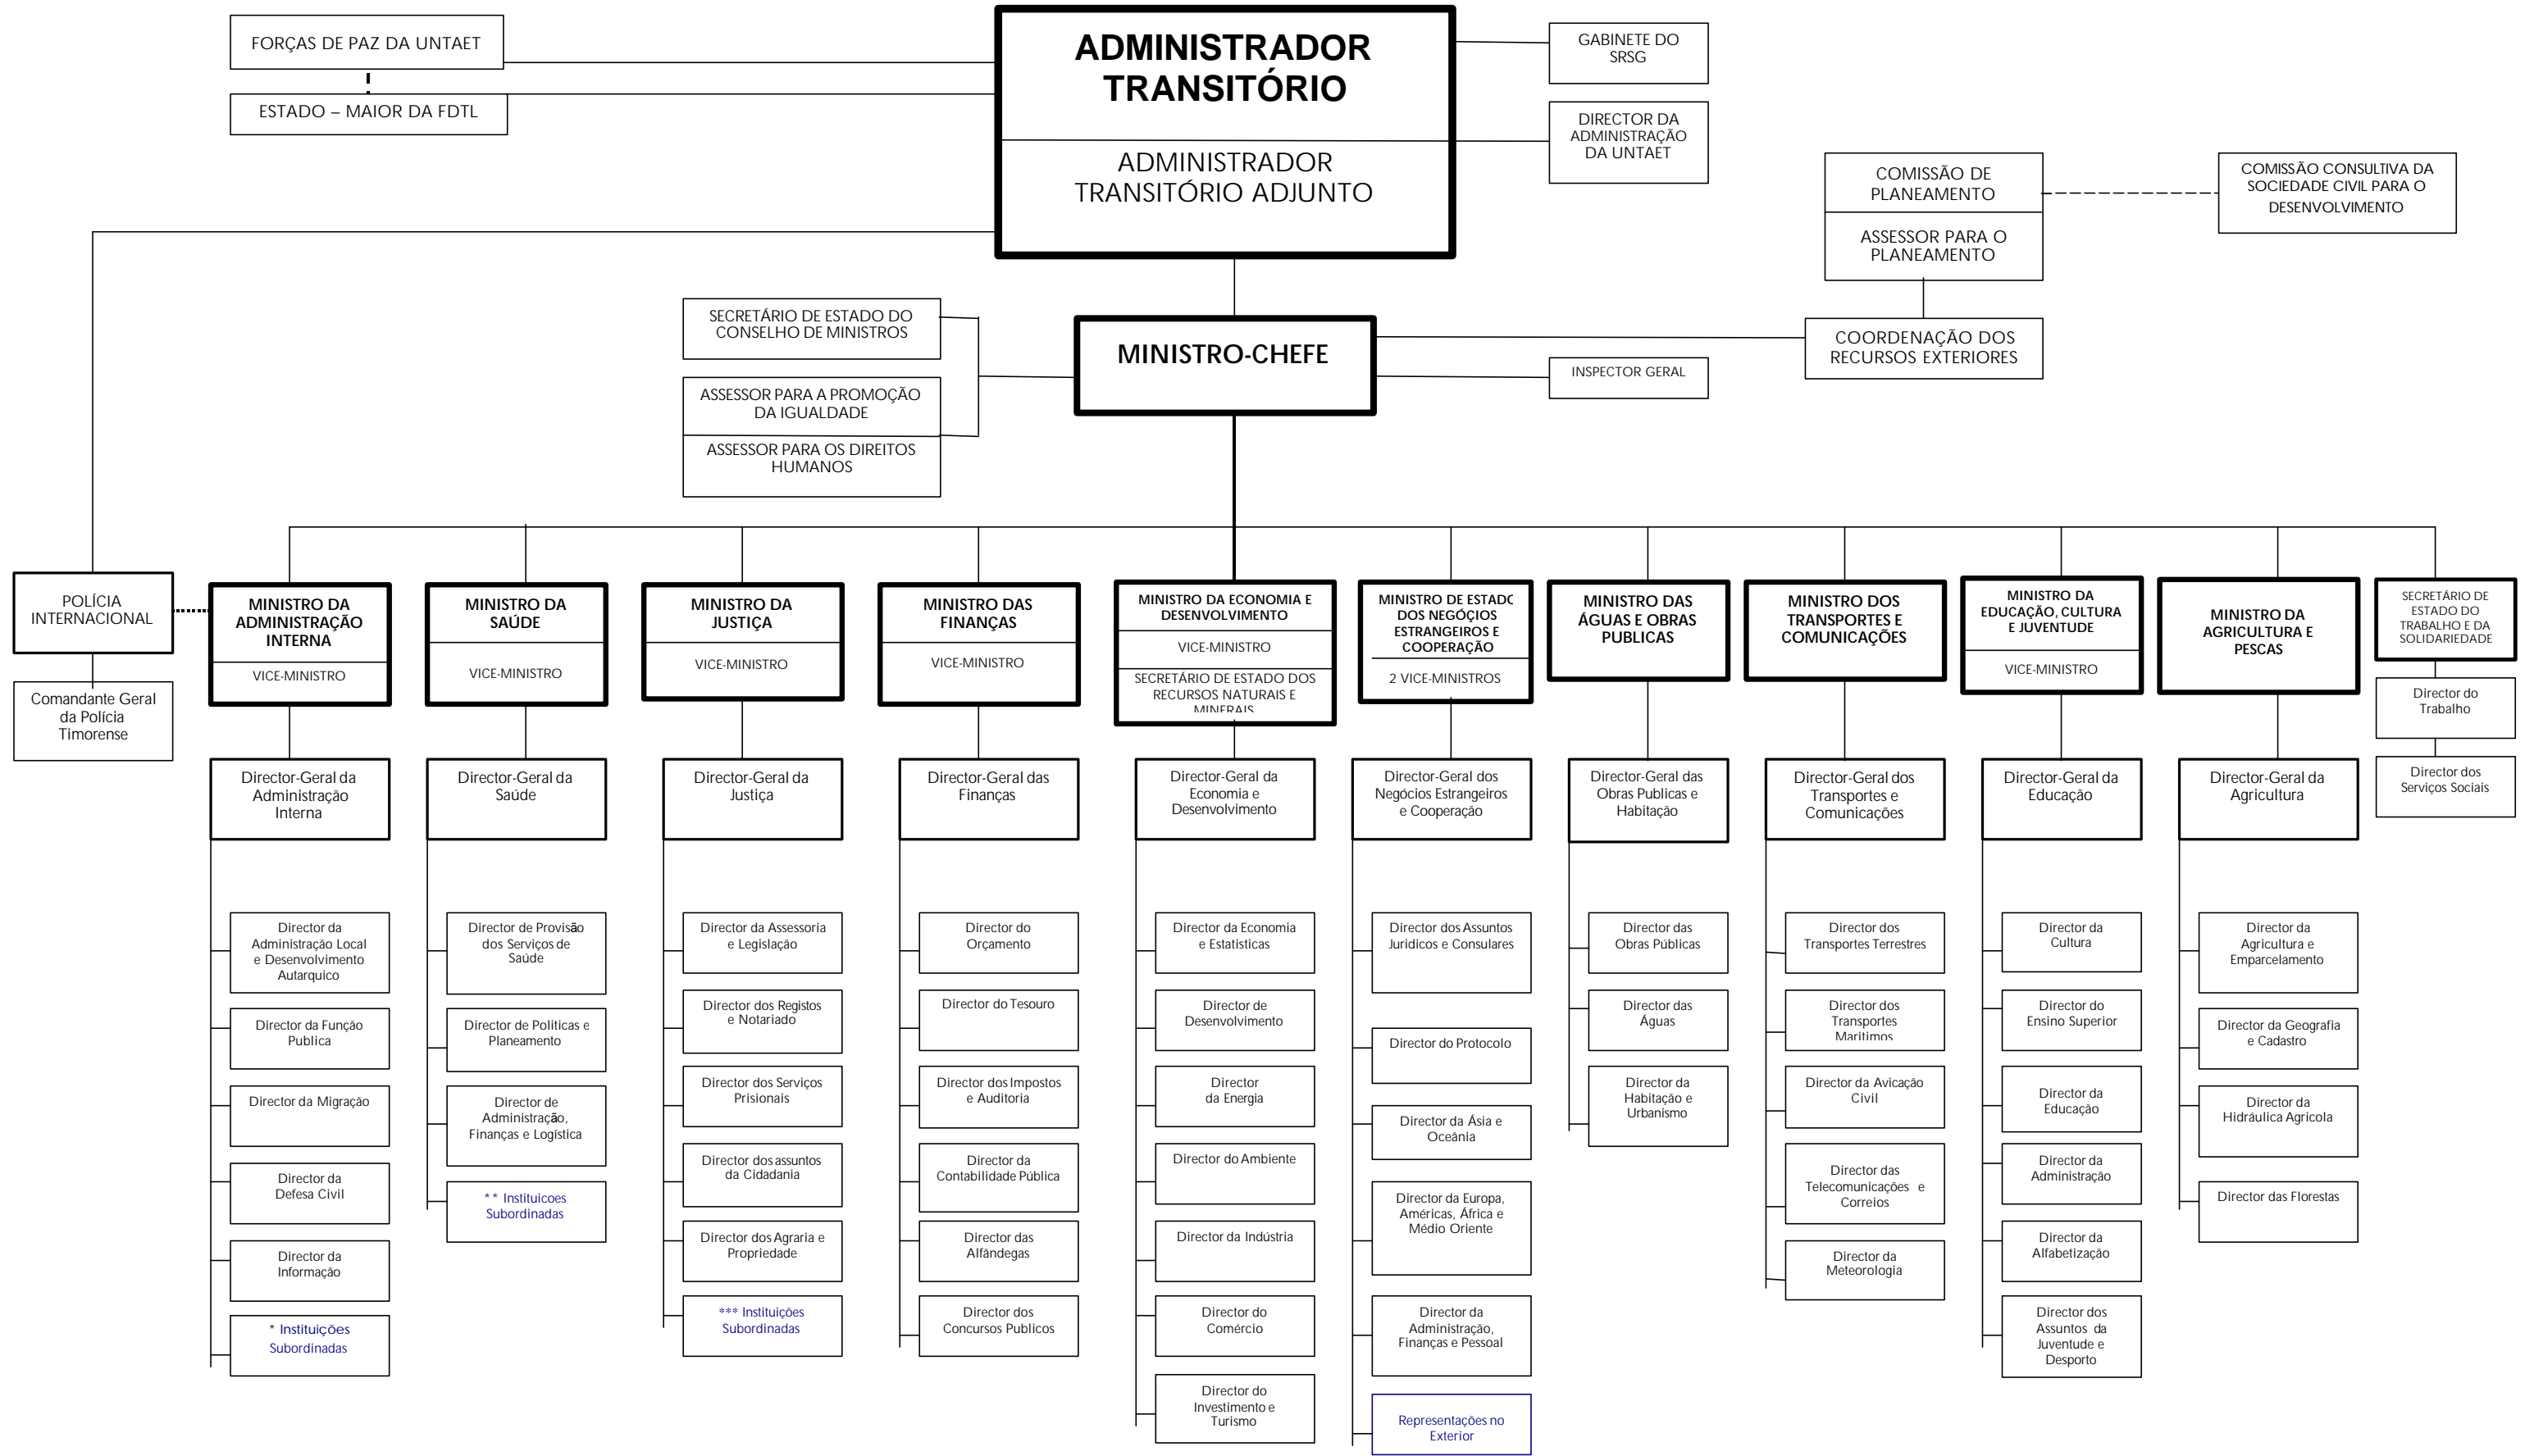 FORÇAS DE PAZ DA UNTAET
ESTADO – MAIOR DA FDTL
ADMINISTRADOR
TRANSITÓRIO
ADMINISTRADOR
TRANSITÓRIO ADJUNTO
GABINETE DO
SRSG
DIRECTOR DA
ADMINISTRAÇÃO
DA UNTAET
COMISSÃO DE
PLANEAMENTO
ASSESSOR PARA O
PLANEAMENTO
COMISSÃO CONSULTIVA DA
SOCIEDADE CIVIL PARA O
DESENVOLVIMENTO
SECRETÁRIO DE ESTADO DO
CONSELHO DE MINISTROS
ASSESSOR PARA A PROMOÇÃO
DA IGUALDADE
ASSESSOR PARA OS DIREITOS
HUMANOS
MINISTRO-CHEFE
COORDENAÇÃO DOS
RECURSOS EXTERIORES
INSPECTOR GERAL
POLÍCIA
INTERNACIONAL
Comandante Geral
da Polícia
Timorense
MINISTRO DA
ADMINISTRAÇÃO
INTERNA
VICE-MINISTRO
MINISTRO DA
SAÚDE
VICE-MINISTRO
MINISTRO DA
JUSTIÇA
VICE-MINISTRO
MINISTRO DAS
FINANÇAS
VICE-MINISTRO
MINISTRO DA ECONOMIA E
DESENVOLVIMENTO
VICE-MINISTRO
SECRETÁRIO DE ESTADO DOS
RECURSOS NATURAIS E
MINERAIS
MINISTRO DE ESTADO
DOS NEGÓÇIOS
ESTRANGEIROS E
COOPERAÇÃO
2 VICE-MINISTROS
MINISTRO DAS
ÁGUAS E OBRAS
PUBLICAS
MINISTRO DOS
TRANSPORTES E
COMUNICAÇÕES
MINISTRO DA
EDUCAÇÃO, CULTURA
E JUVENTUDE
VICE-MINISTRO
MINISTRO DA
AGRICULTURA E
PESCAS
SECRETÁRIO DE
ESTADO DO
TRABALHO E DA
SOLIDARIEDADE
Director do
Trabalho
Director dos
Serviços Sociais
Director-Geral da
Administração
Interna
Director-Geral da
Saúde
Director-Geral da
Justiça
Director-Geral das
Finanças
Director-Geral da
Economia e
Desenvolvimento
Director-Geral dos
Negócios Estrangeiros
e Cooperação
Director-Geral das
Obras Publicas e
Habitação
Director-Geral dos
Transportes e
Comunicações
Director-Geral da
Educação
Director-Geral da
Agricultura
Director da
Administração Local
e Desenvolvimento
Autarquico
Director da Função
Publica
Director da Migração
Director da
Defesa Civil
Director da
Informação
* Instituições
Subordinadas
Director de Provisão
dos Serviços de
Saúde
Director de Politicas e
Planeamento
Director de
Administração,
Finanças e Logística
** Instituicoes
Subordinadas
Director da Assessoria
e Legislação
Director dos Registos
e Notariado
Director dos Serviços
Prisionais
Director dos assuntos
da Cidadania
Director dos Agraria e
Propriedade
*** Instituições
Subordinadas
Director do
Orçamento
Director do Tesouro
Director dos Impostos
e Auditoria
Director da
Contabilidade Pública
Director das
Alfândegas
Director dos
Concursos Publicos
Director da Economia
e Estatisticas
Director de
Desenvolvimento
Director
da Energia
Director do Ambiente
Director da Indústria
Director do
Comércio
Director do
Investimento e
Turismo
Director dos Assuntos
Juridicos e Consulares
Director do Protocolo
Director da Ásia e
Oceânia
Director da Europa,
Américas, África e
Médio Oriente
Director da
Administração,
Finanças e Pessoal
Representações no
Exterior
Director das
Obras Públicas
Director das
Águas
Director da
Habitação e
Urbanismo
Director dos
Transportes Terrestres
Director dos
Transportes
Maritimos
Director da Avicação
Civil
Director das
Telecomunicações e
Correios
Director da
Meteorologia
Director da
Cultura
Director do
Ensino Superior
Director da
Educação
Director da
Administração
Director da
Alfabetização
Director dos
Assuntos da
Juventude e
Desporto
Director da
Agricultura e
Emparcelamento
Director da Geografia
e Cadastro
Director da
Hidráulica Agricola
Director das Florestas